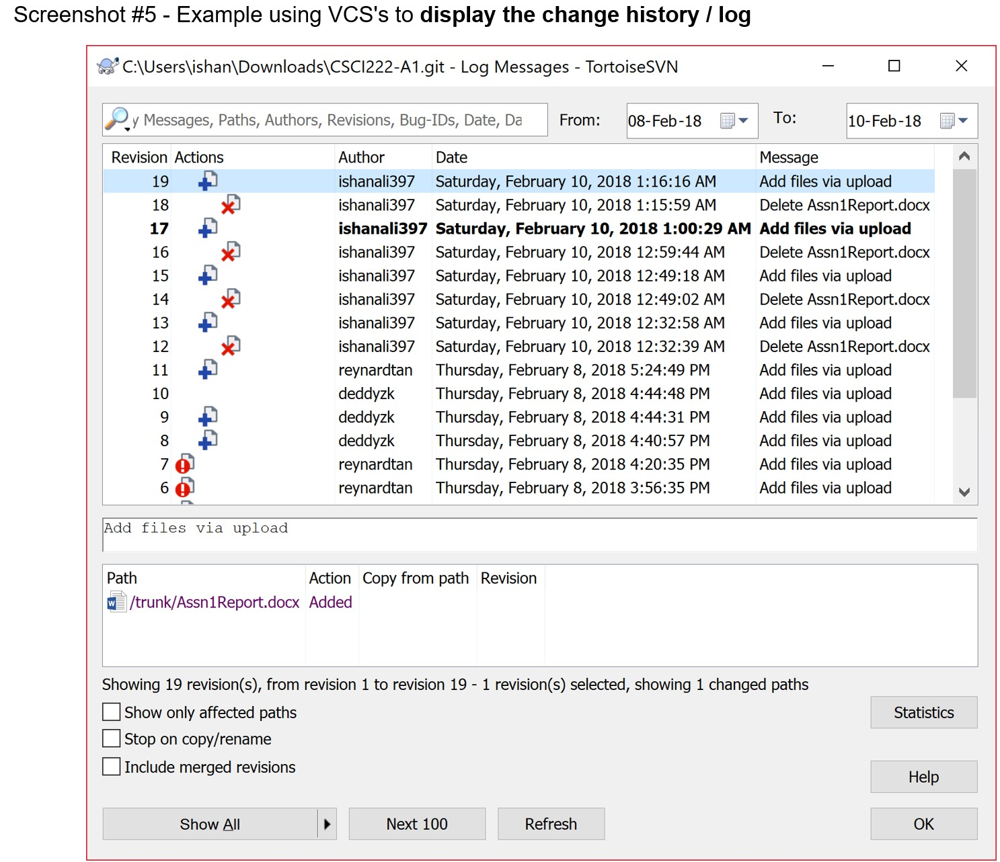 Screenshot #5 - Example using VCS's to display the change history / log
C:\Users\ishan\Downloads\CSCI222-A1.git - Log Messages - TortoiseSVN
y Messages, Paths, Authors, Revisions, Bug-IDs, Date, Da From: 08-Feb-18 To: 10-Feb-18
Revision Actions Author Date Message
19 ishanali397 Saturday, February 10, 2018 1:16:16 AM Add files via upload
18 ishanali397 Saturday, February 10, 2018 1:15:59 AM Delete Assn1Report.docx
17 ishanali397 Saturday, February 10, 2018 1:00:29 AM Add files via upload
16 ishanali397 Saturday, February 10, 2018 12:59:44 AM Delete Assn1Report.docx
15 ishanali397 Saturday, February 10, 2018 12:49:18 AM Add files via upload
14 ishanali397 Saturday, February 10, 2018 12:49:02 AM Delete Assn1Report.docx
13 ishanali397 Saturday, February 10, 2018 12:32:58 AM Add files via upload
12 ishanali397 Saturday, February 10, 2018 12:32:39 AM Delete Assn1Report.docx
11 reynardtan Thursday, February 8, 2018 5:24:49 PM Add files via upload
10 deddyzk Thursday, February 8, 2018 4:44:48 PM Add files via upload
9 deddyzk Thursday, February 8, 2018 4:44:31 PM Add files via upload
8 deddyzk Thursday, February 8, 2018 4:40:57 PM Add files via upload
7 reynardtan Thursday, February 8, 2018 4:20:35 PM Add files via upload
6 reynardtan Thursday, February 8, 2018 3:56:35 PM Add files via upload
Add files via upload
Path Action Copy from path Revision
/trunk/Assn1Report.docx Added
Showing 19 revision(s), from revision 1 to revision 19 - 1 revision(s) selected, showing 1 changed paths
Show only affected paths Statistics
Stop on copy/rename
Include merged revisions
Help
Show All Next 100 Refresh OK